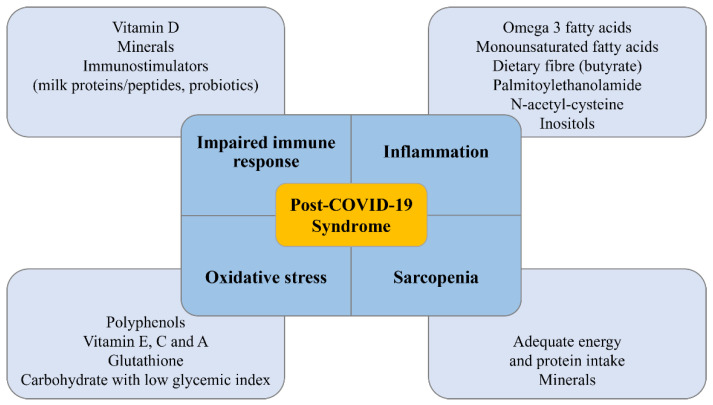 Vitamin D
Minerals
Immunostimulators
(milk proteins/peptides, probiotics)
Omega 3 fatty acids
Monounsaturated fatty acids
Dietary fibre (butyrate)
Palmitoylethanolamide
N-acetyl-cysteine
Inositols
Impaired immune
response
Inflammation
Post-COVID-19
Syndrome
Oxidative stress
Sarcopenia
Polyphenols
Vitamin E, C and A
Glutathione
Carbohydrate with low glycemic index
Adequate energy
and protein intake
Minerals